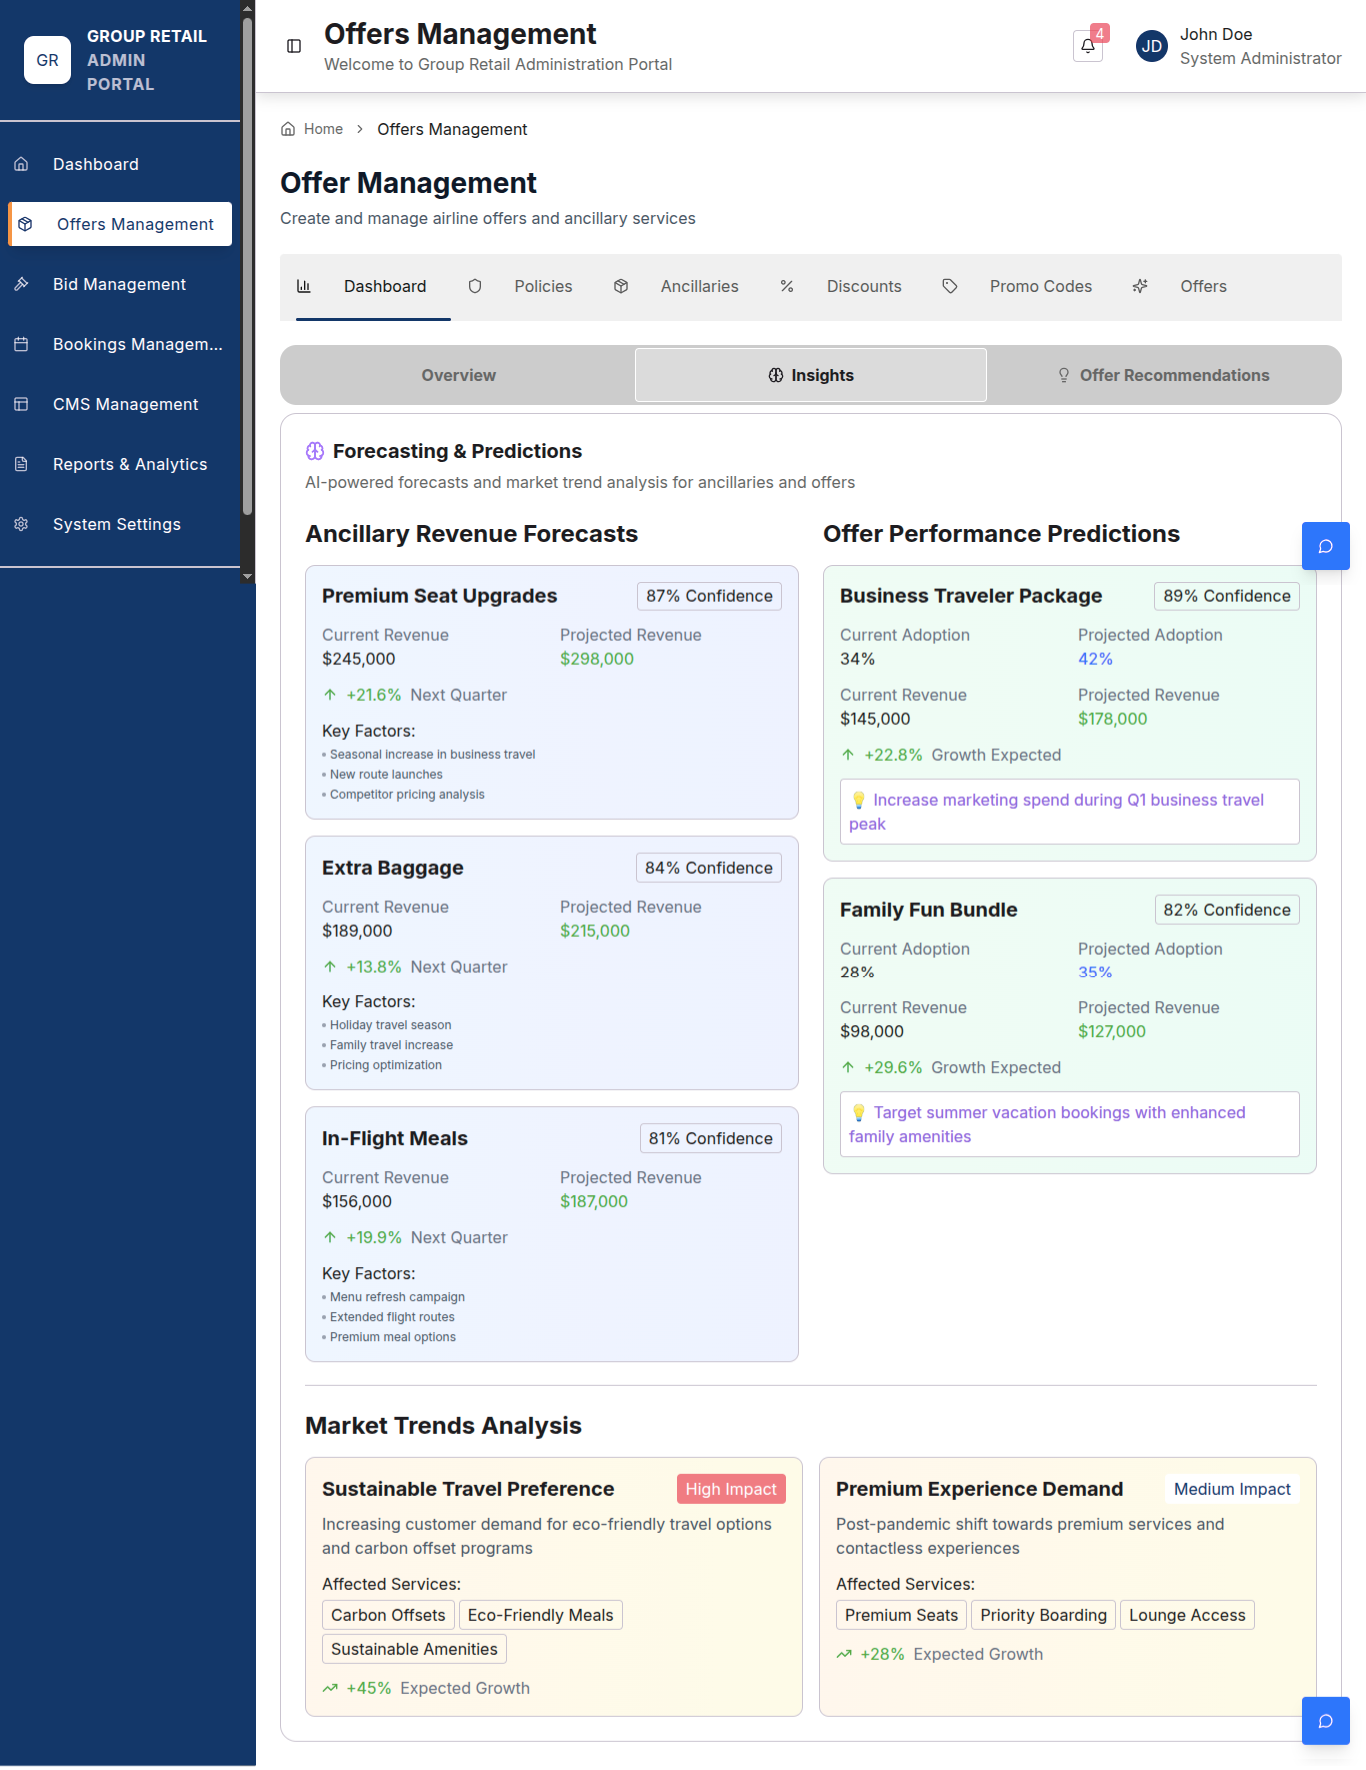 GR
GROUP RETAIL
ADMIN
PORTAL
Dashboard
Offers Management
Bid Management
Bookings Managem...
CMS Management
Reports & Analytics
System Settings
Offers Management
Welcome to Group Retail Administration Portal
4
JD
John Doe
System Administrator
Home
Offers Management
Offer Management
Create and manage airline offers and ancillary services
Dashboard
Policies
Ancillaries
Discounts
Promo Codes
Offers
Overview
Insights
Offer Recommendations
Forecasting & Predictions
AI-powered forecasts and market trend analysis for ancillaries and offers
Ancillary Revenue Forecasts
Premium Seat Upgrades
87% Confidence
Current Revenue
Projected Revenue
$245,000
$298,000
+21.6% Next Quarter
Key Factors:
• Seasonal increase in business travel
• New route launches
• Competitor pricing analysis
Extra Baggage
84% Confidence
Current Revenue
Projected Revenue
$189,000
$215,000
+13.8% Next Quarter
Key Factors:
• Holiday travel season
• Family travel increase
• Pricing optimization
In-Flight Meals
81% Confidence
Current Revenue
Projected Revenue
$156,000
$187,000
+19.9% Next Quarter
Key Factors:
• Menu refresh campaign
• Extended flight routes
• Premium meal options
Offer Performance Predictions
Business Traveler Package
89% Confidence
Current Adoption
Projected Adoption
34%
42%
Current Revenue
Projected Revenue
$145,000
$178,000
+22.8% Growth Expected
💡 Increase marketing spend during Q1 business travel
peak
Family Fun Bundle
82% Confidence
Current Adoption
Projected Adoption
28%
35%
Current Revenue
Projected Revenue
$98,000
$127,000
+29.6% Growth Expected
💡 Target summer vacation bookings with enhanced
family amenities
Market Trends Analysis
Sustainable Travel Preference
High Impact
Increasing customer demand for eco-friendly travel options
and carbon offset programs
Affected Services:
Carbon Offsets
Eco-Friendly Meals
Sustainable Amenities
+45% Expected Growth
Premium Experience Demand
Medium Impact
Post-pandemic shift towards premium services and
contactless experiences
Affected Services:
Premium Seats
Priority Boarding
Lounge Access
+28% Expected Growth